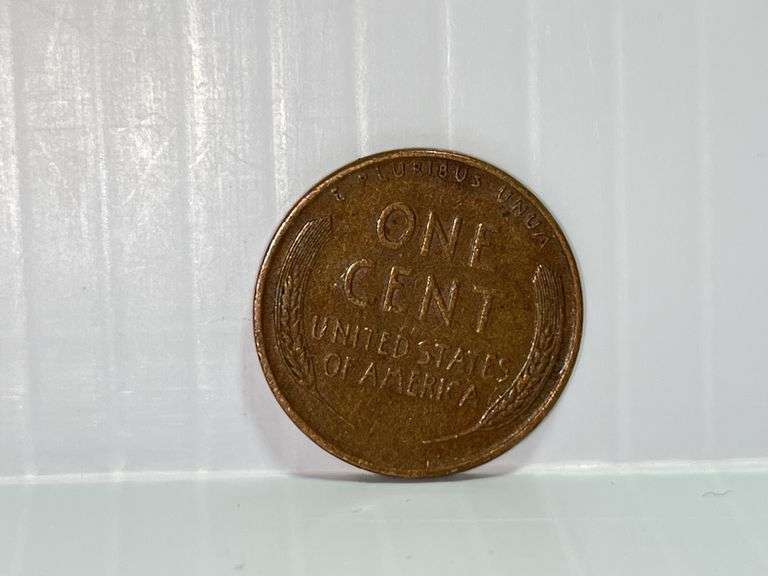 E PLURIBUS UNUM
ONE
CENT
UNITED STATES
OF AMERICA